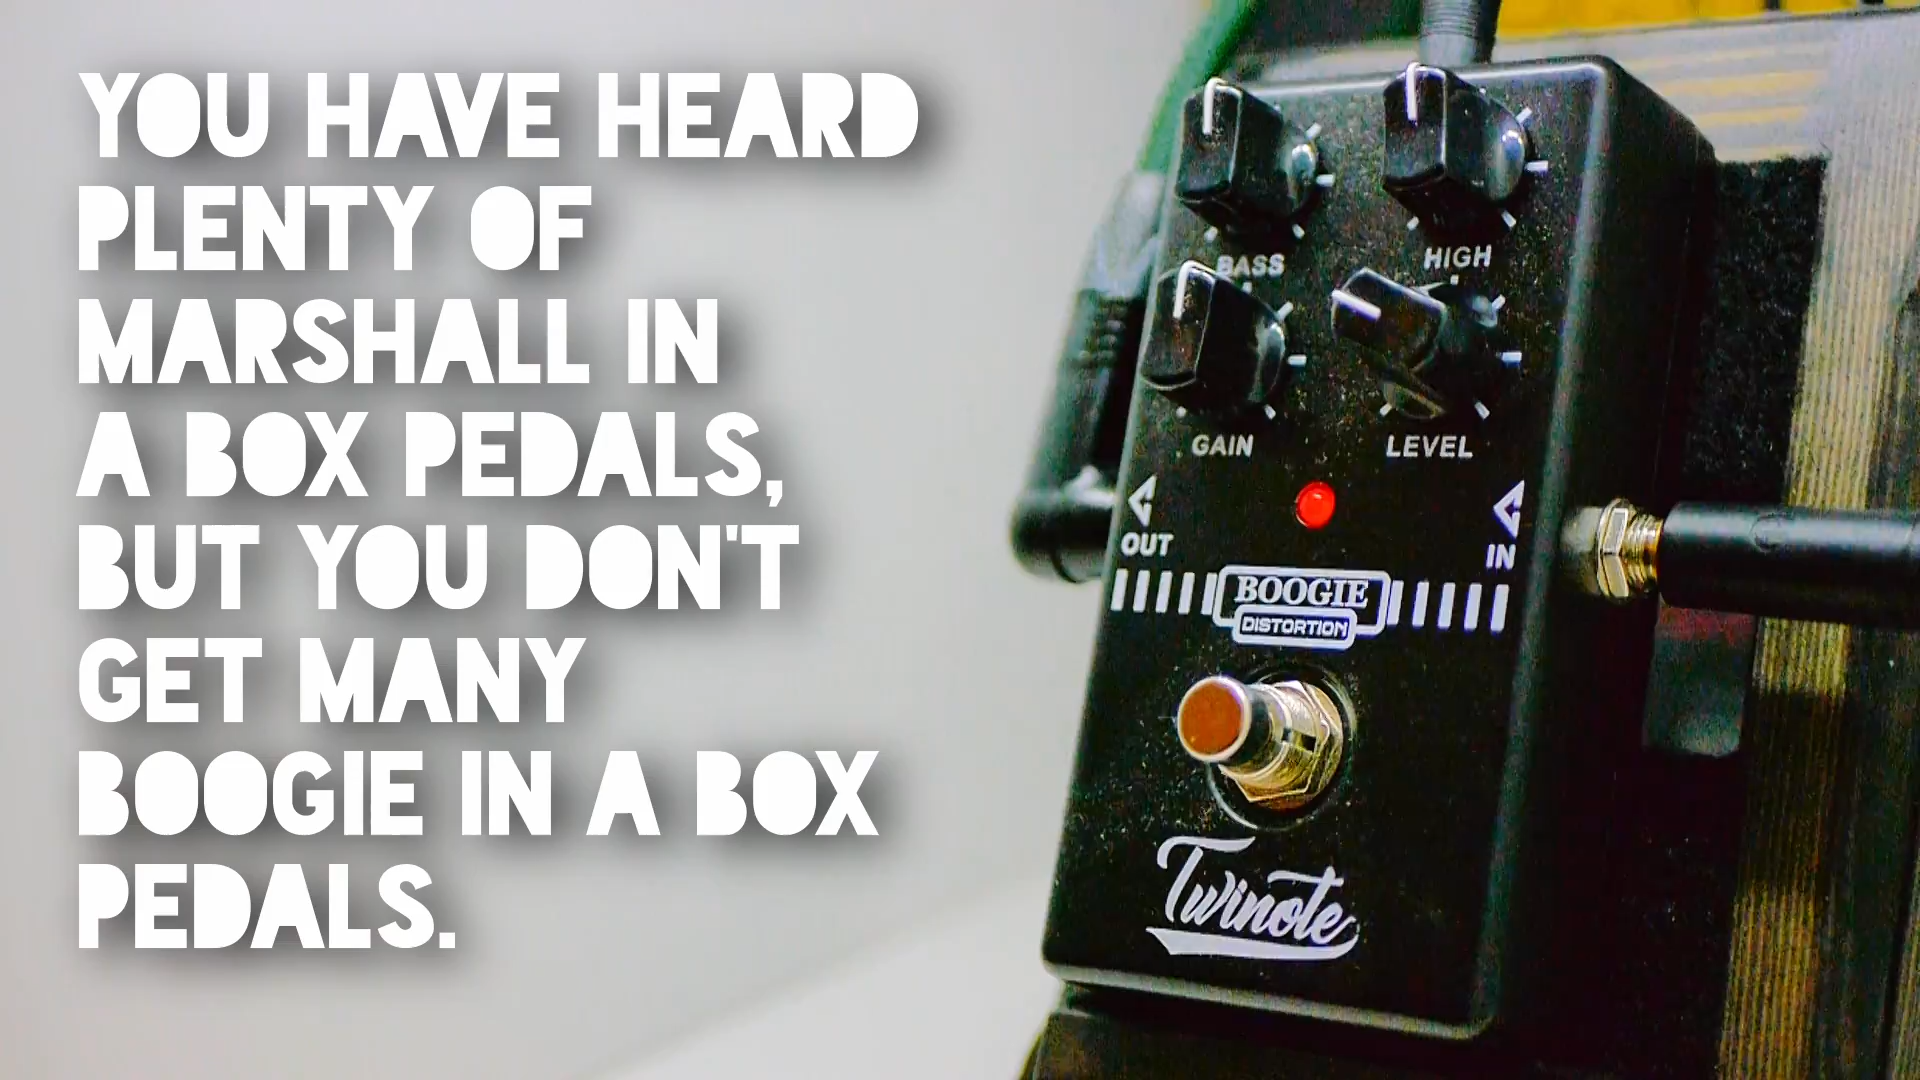 YOU HAVE HEARD
PLENTY OF
MARSHALL IN
A BOX PEDALS,
BUT YOU DON'T
GET MANY
BOOGIE IN A BOX
PEDALS.
BASS HIGH
GAIN LEVEL
OUT IN
BOOGIE
DISTORTION
Twinote